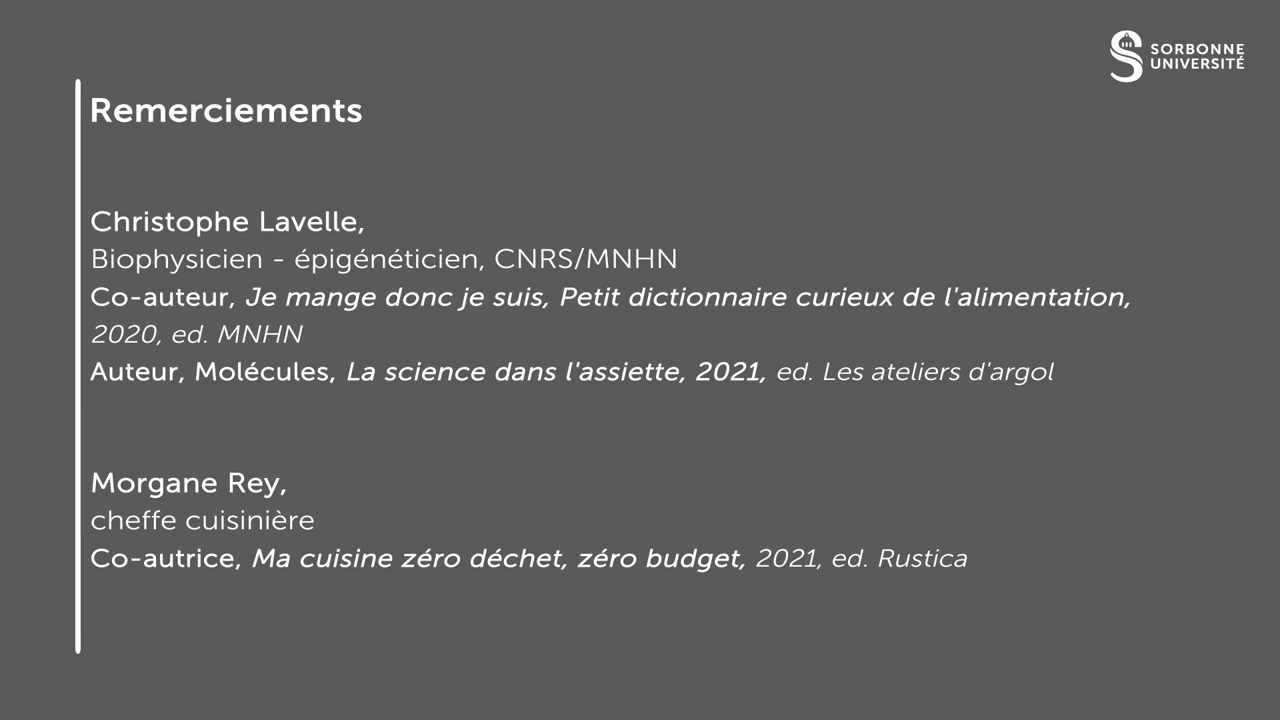 SORBONNE
UNIVERSITÉ
Remerciements
Christophe Lavelle,
Biophysicien - épigénéticien, CNRS/MNHN
Co-auteur, Je mange donc je suis, Petit dictionnaire curieux de l'alimentation,
2020, ed. MNHN
Auteur, Molécules, La science dans l'assiette, 2021, ed. Les ateliers d'argol
Morgane Rey,
cheffe cuisinière
Co-autrice, Ma cuisine zéro déchet, zéro budget, 2021, ed. Rustica